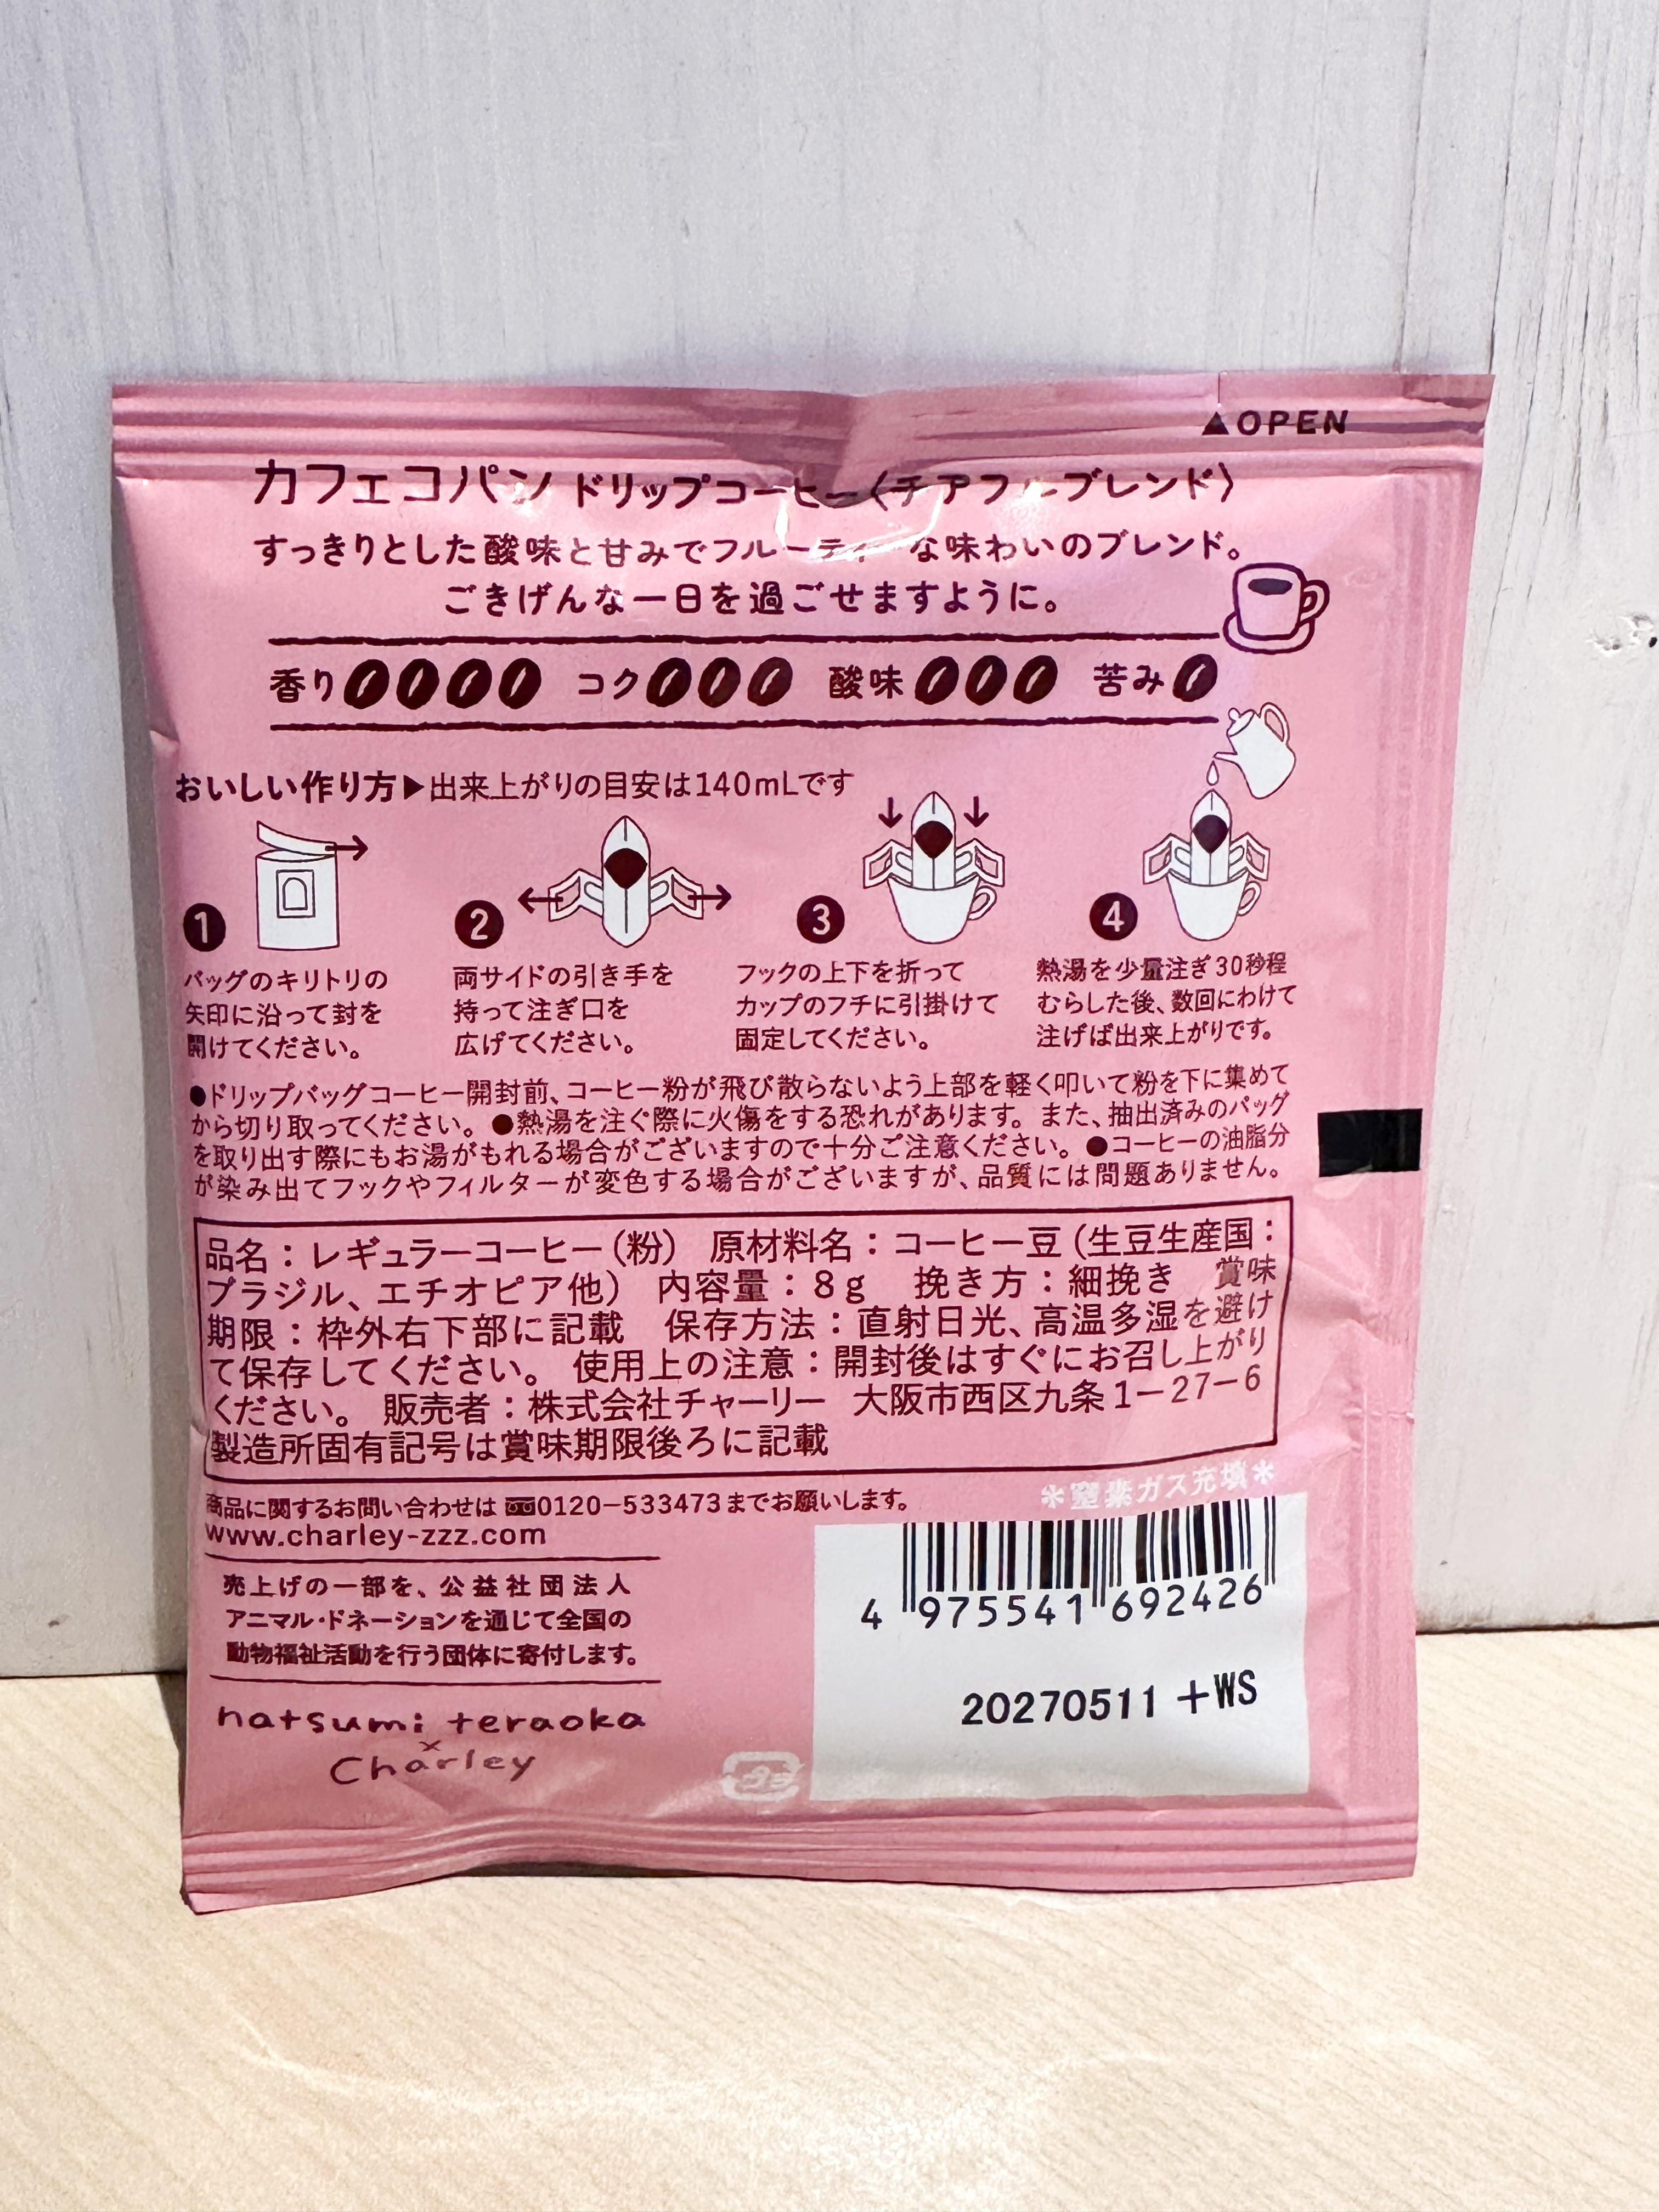 ▲OPEN
カフェコパン ドリップコーヒー〈チアフルブレンド〉
すっきりとした酸味と甘みでフルーティーな味わいのブレンド。
ごきげんな一日を過ごせますように。
香り コク 酸味 苦み
おいしい作り方▶出来上がりの目安は140mLです
1
バッグのキリトリの
矢印に沿って封を
開けてください。
2
両サイドの引き手を
持って注ぎ口を
広げてください。
3
フックの上下を折って
カップのフチに引掛けて
固定してください。
4
熱湯を少量注ぎ30秒程
むらした後、数回にわけて
注げば出来上がりです。
●ドリップバッグコーヒー開封前、コーヒー粉が飛び散らないよう上部を軽く叩いて粉を下に集めて
から切り取ってください。●熱湯を注ぐ際に火傷をする恐れがあります。また、抽出済みのバッグ
を取り出す際にもお湯がもれる場合がございますので十分ご注意ください。●コーヒーの油脂分
が染み出てフックやフィルターが変色する場合がございますが、品質には問題ありません。
品名：レギュラーコーヒー（粉） 原材料名：コーヒー豆（生豆生産国：
ブラジル、エチオピア他） 内容量：8g 挽き方：細挽き 賞味
期限：枠外右下部に記載 保存方法：直射日光、高温多湿を避け
て保存してください。 使用上の注意：開封後はすぐにお召し上がり
ください。 販売者：株式会社チャーリー 大阪市西区九条1−27−6
製造所固有記号は賞味期限後ろに記載
＊窒素ガス充填＊
商品に関するお問い合わせは 0120−533473までお願いします。
www.charley-zzz.com
売上げの一部を、公益社団法人
アニマル・ドネーションを通じて全国の
動物福祉活動を行う団体に寄付します。
natsumi teraoka
×
Charley
プラ
4 975541 692426
20270511 +WS